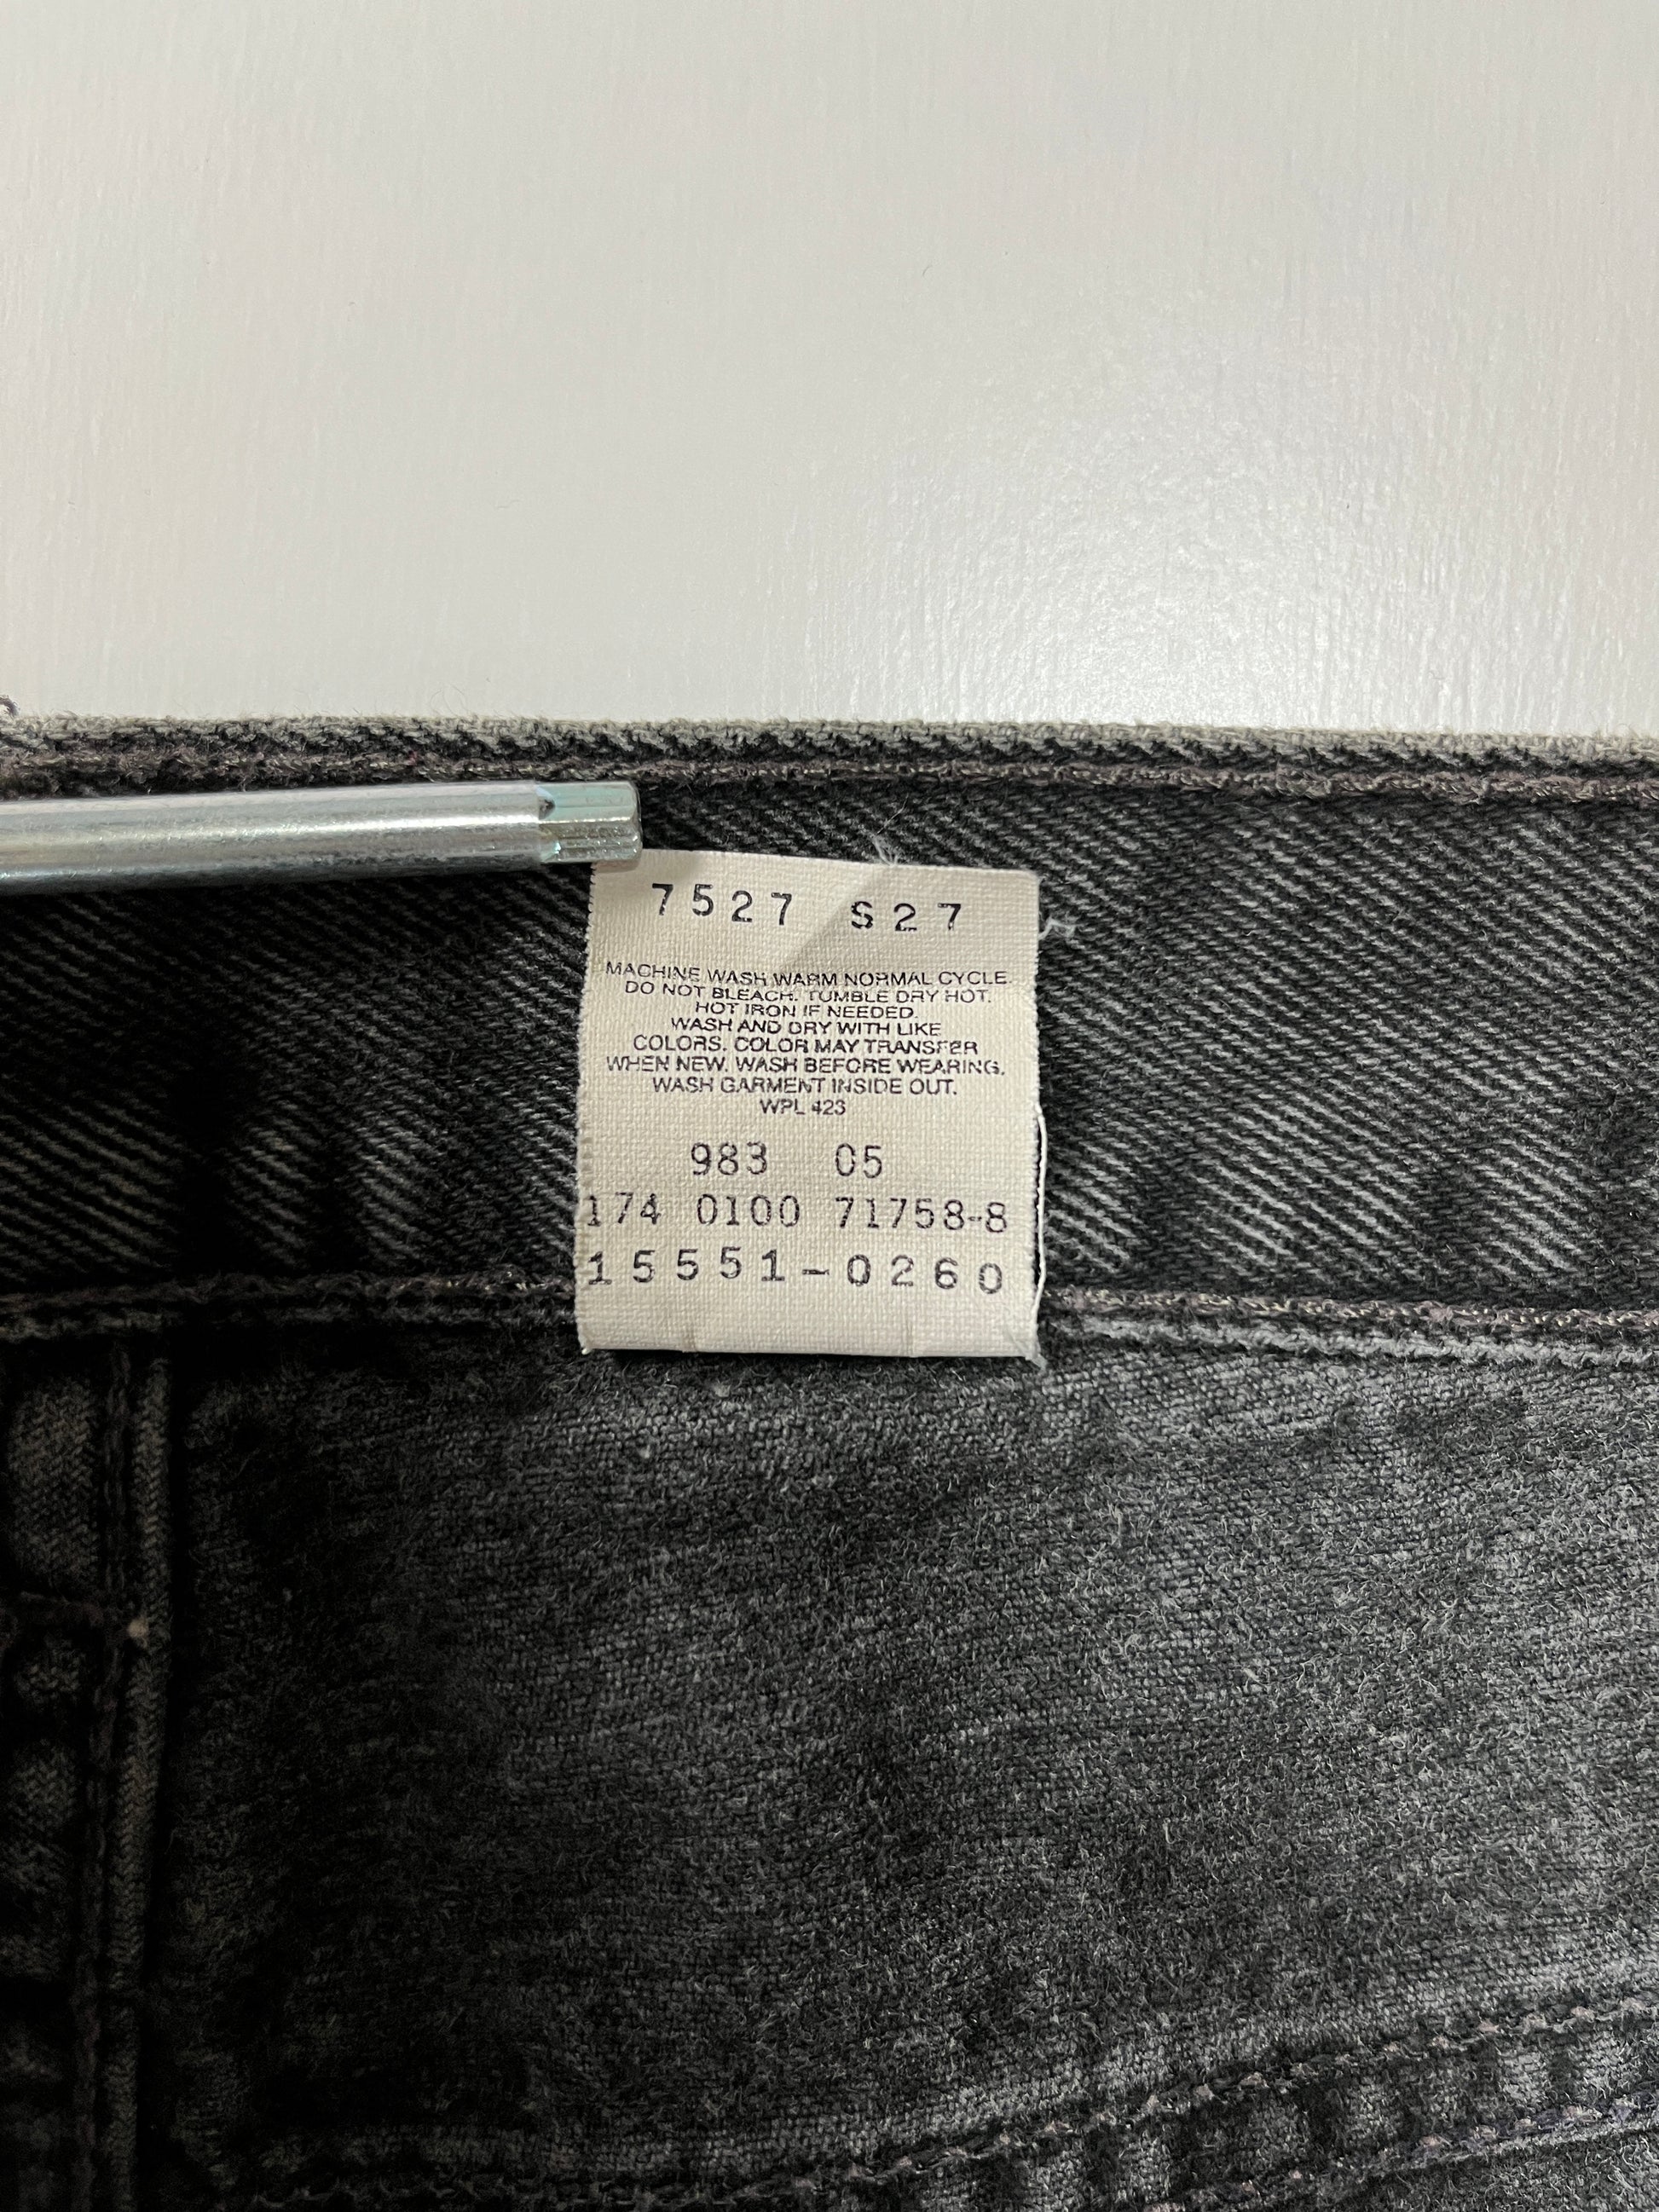 7527 S27
MACHINE WASH WARM NORMAL CYCLE.
DO NOT BLEACH. TUMBLE DRY HOT.
HOT IRON IF NEEDED.
WASH AND DRY WITH LIKE
COLORS. COLOR MAY TRANSFER
WHEN NEW. WASH BEFORE WEARING.
WASH GARMENT INSIDE OUT.
WPL 423
983 05
174 0100 71758-8
15551-0260